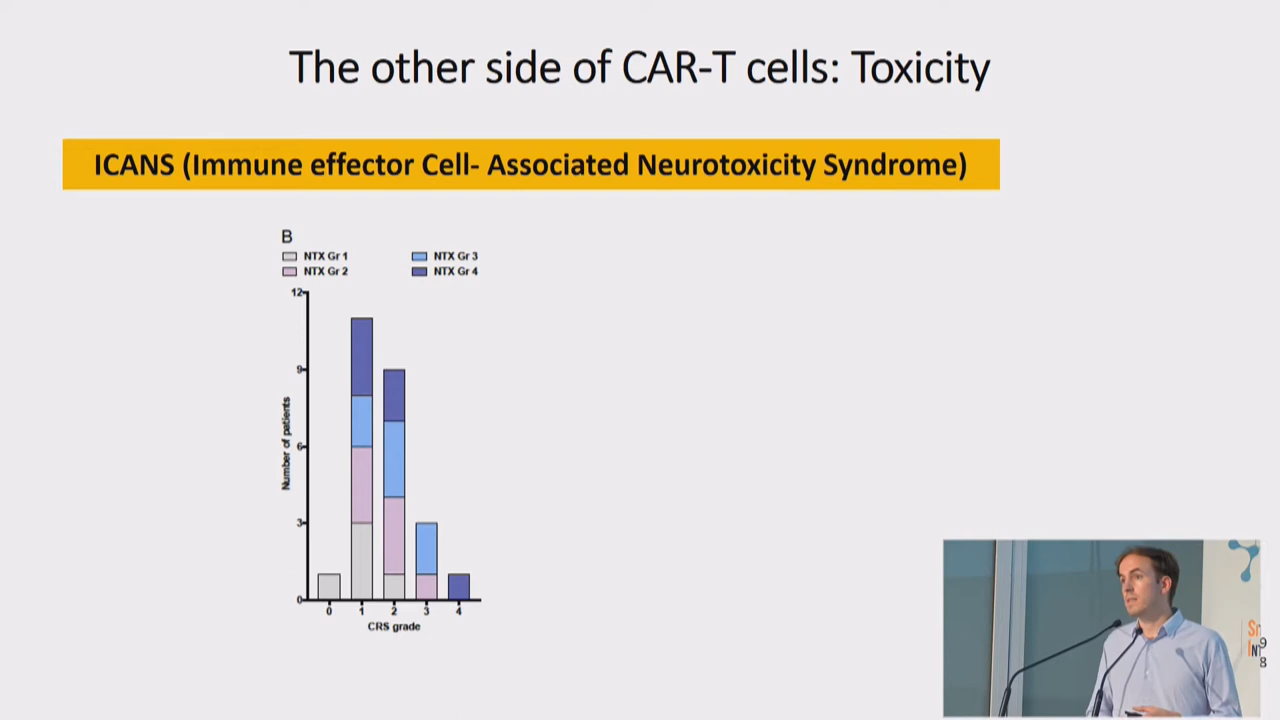 The other side of CAR-T cells: Toxicity
ICANS (Immune effector Cell- Associated Neurotoxicity Syndrome)
B
NTX Gr 1
NTX Gr 3
NTX Gr 2
NTX Gr 4
12
9
6
3
0
Number of patients
0 1 2 3 4
CRS grade
98